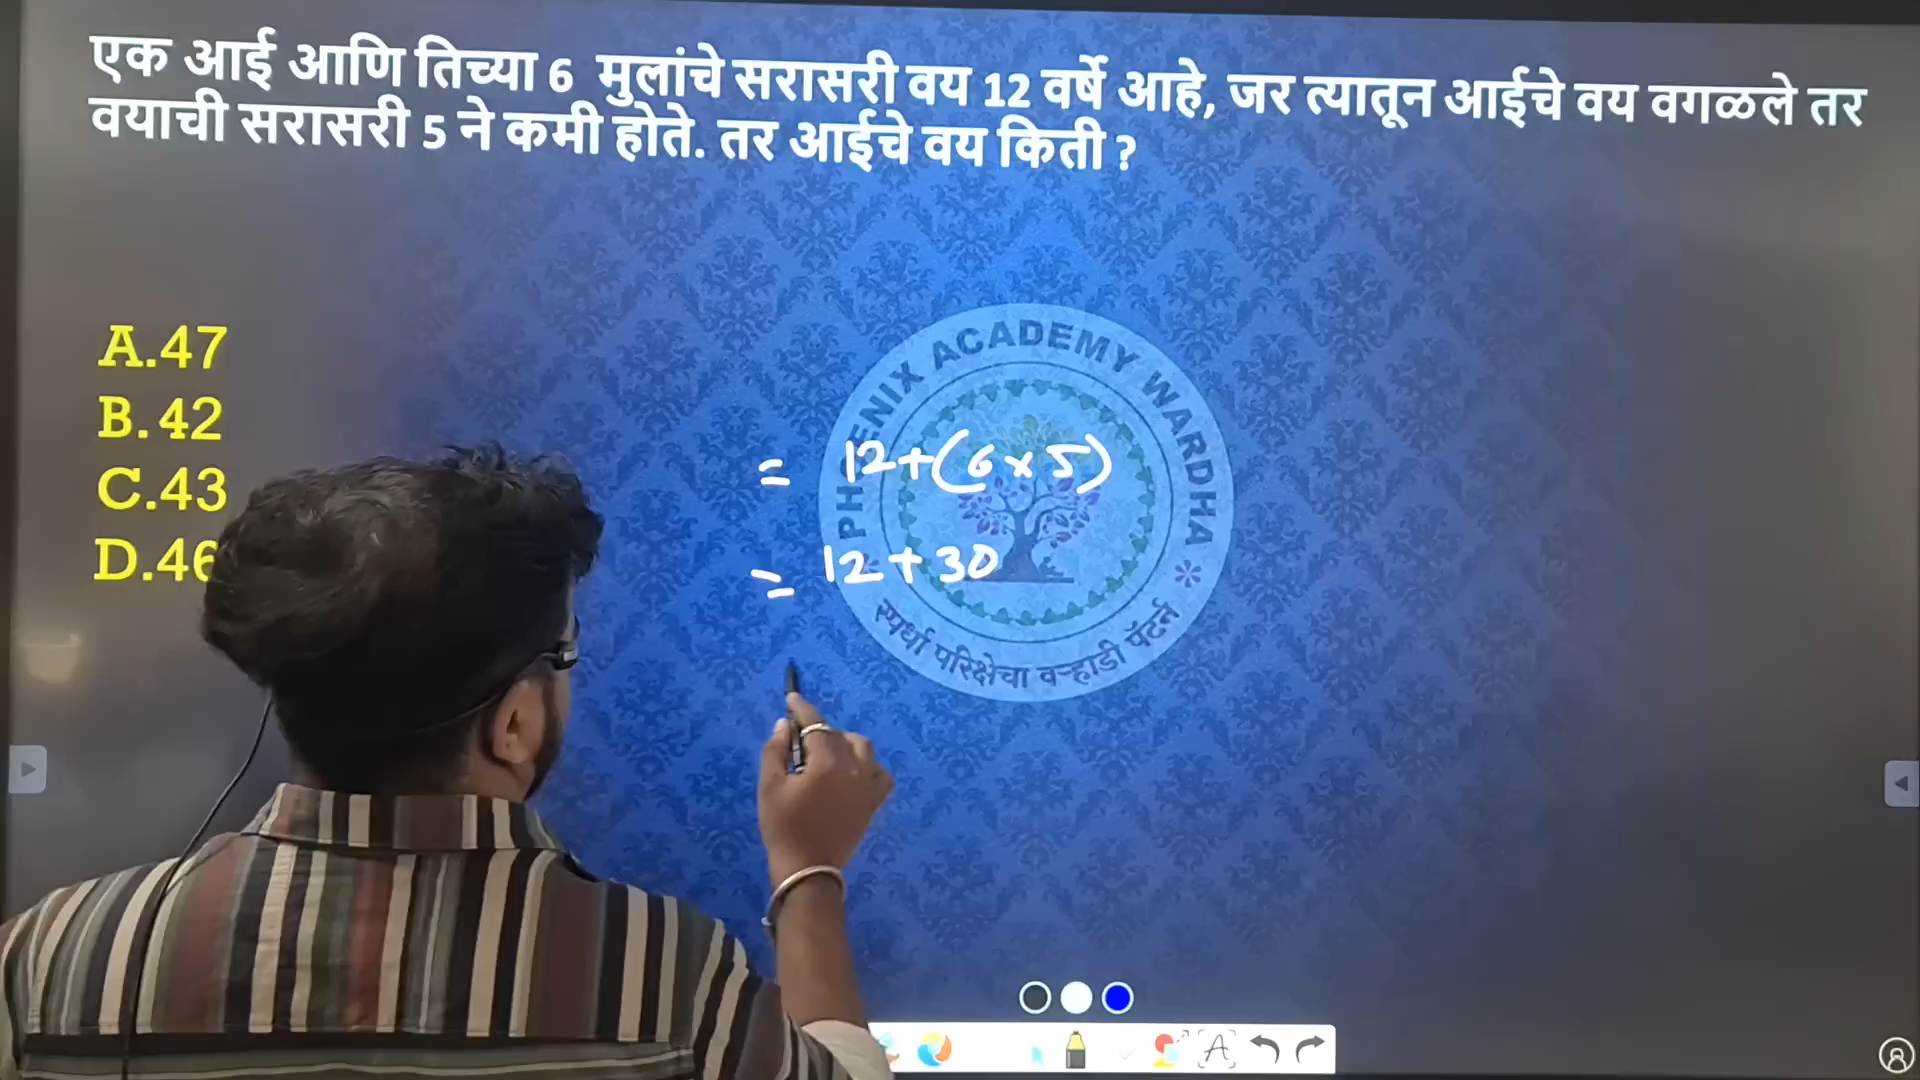 एक आई आणि तिच्या 6 मुलांचे सरासरी वय 12 वर्षे आहे, जर त्यातून आईचे वय वगळले तर
वयाची सरासरी 5 ने कमी होते. तर आईचे वय किती ?
A.47
B.42
C.43
D.46
PHOENIX ACADEMY WARDHA
= 12+(6×5)
= 12+30
स्पर्धा परिक्षेचा वऱ्हाडी पॅटर्न